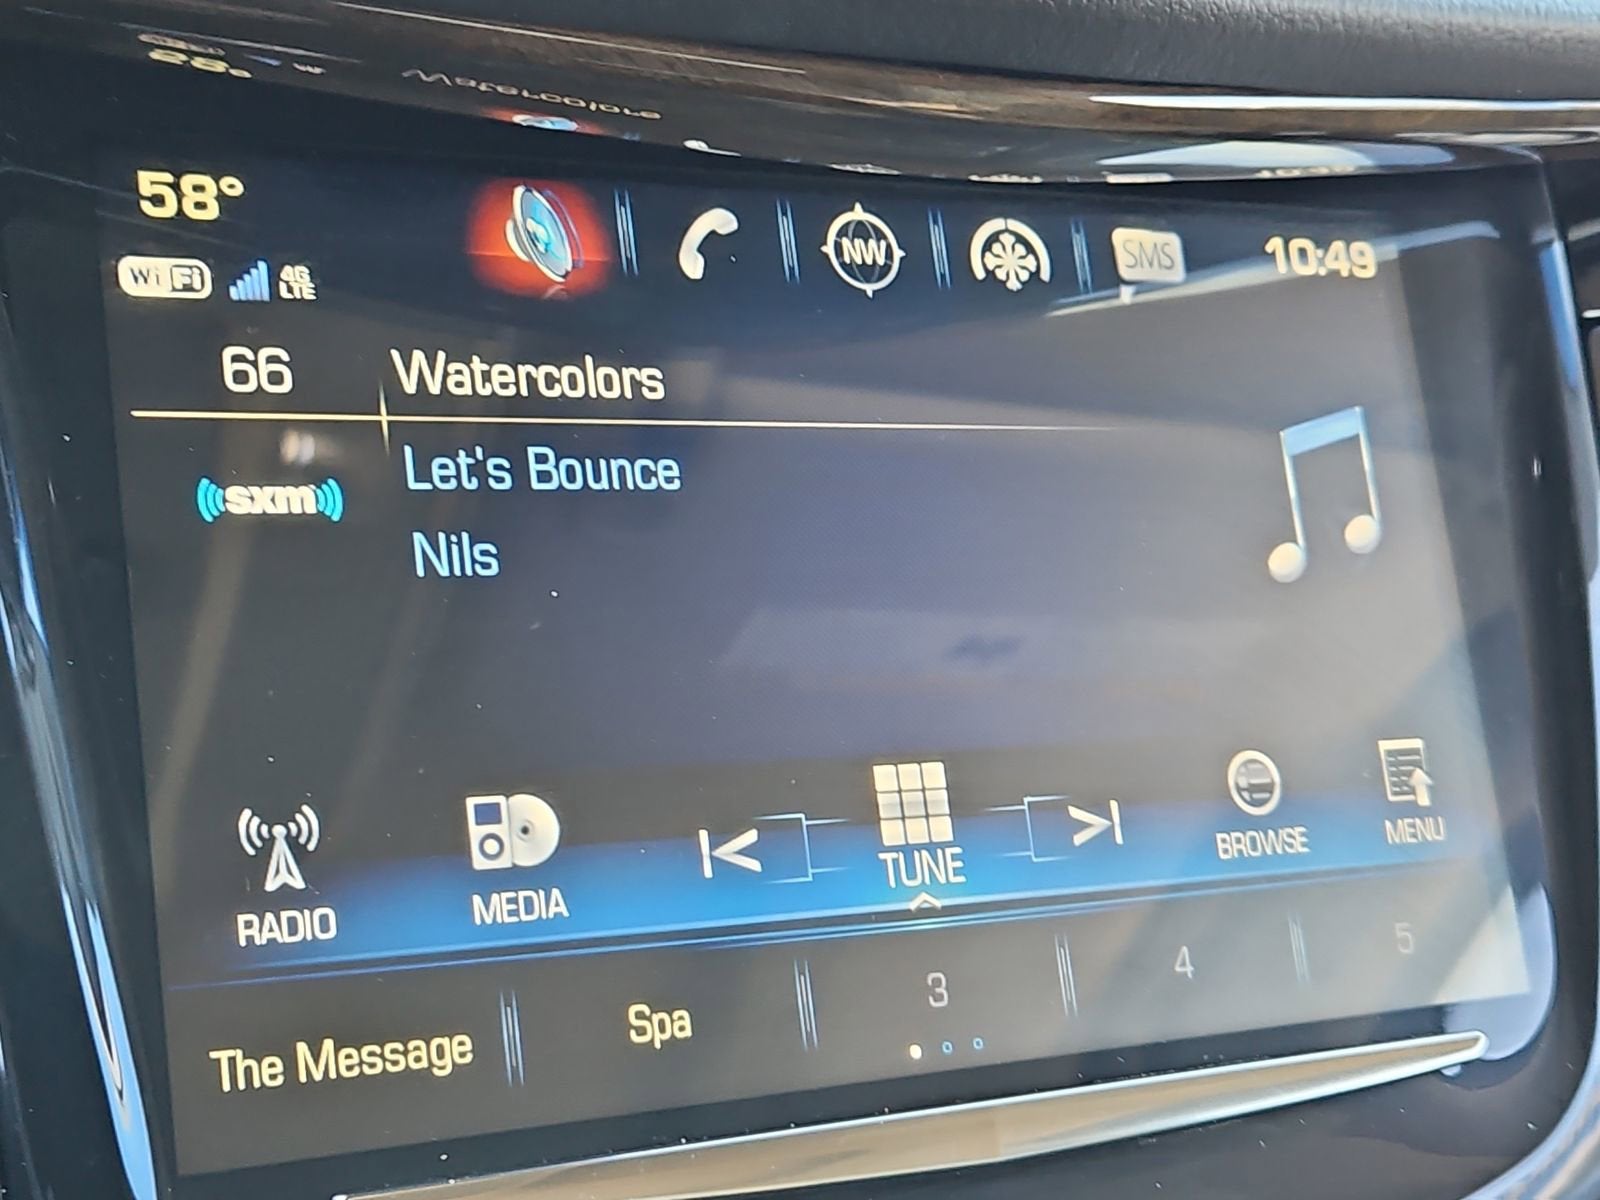 58°
WiFi
4G
LTE
NW
SMS
10:49
66
Watercolors
sxm
Let's Bounce
Nils
RADIO
MEDIA
TUNE
BROWSE
MENU
The Message
Spa
3
4
5